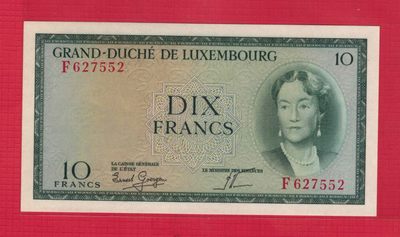 GRAND-DUCHÉ DE LUXEMBOURG 10
F 627552
DIX
FRANCS
LA CAISSE GÉNÉRALE
DE L'ÉTAT
LE MINISTRE DES FINANCES
10
FRANCS
F 627552